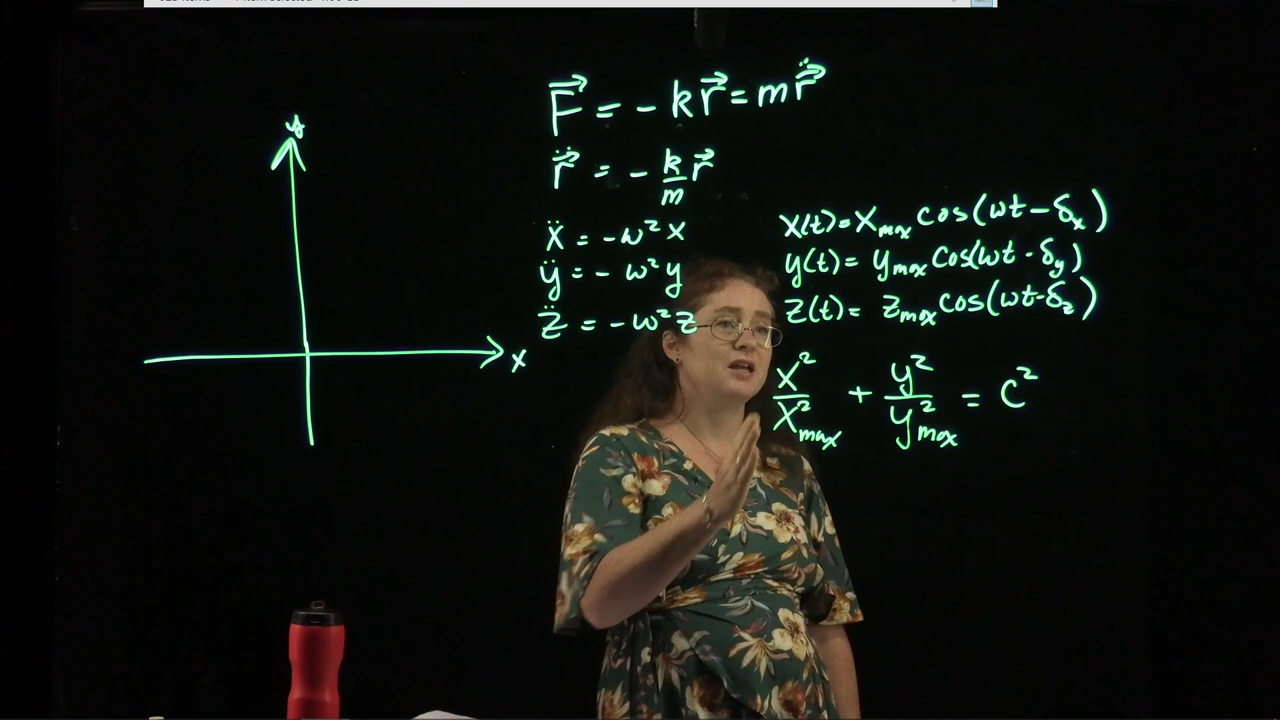 F⃗ = - k r⃗ = m r⃗̈
r⃗̈ = - k/m r⃗
ẍ = -ω² x
ÿ = - ω² y
z̈ = - ω² z
x(t) = x_max cos(ωt - δ_x)
y(t) = y_max cos(ωt - δ_y)
z(t) = z_max cos(ωt - δ_z)
x²/x²_max + y²/y²_max = c²
y
x